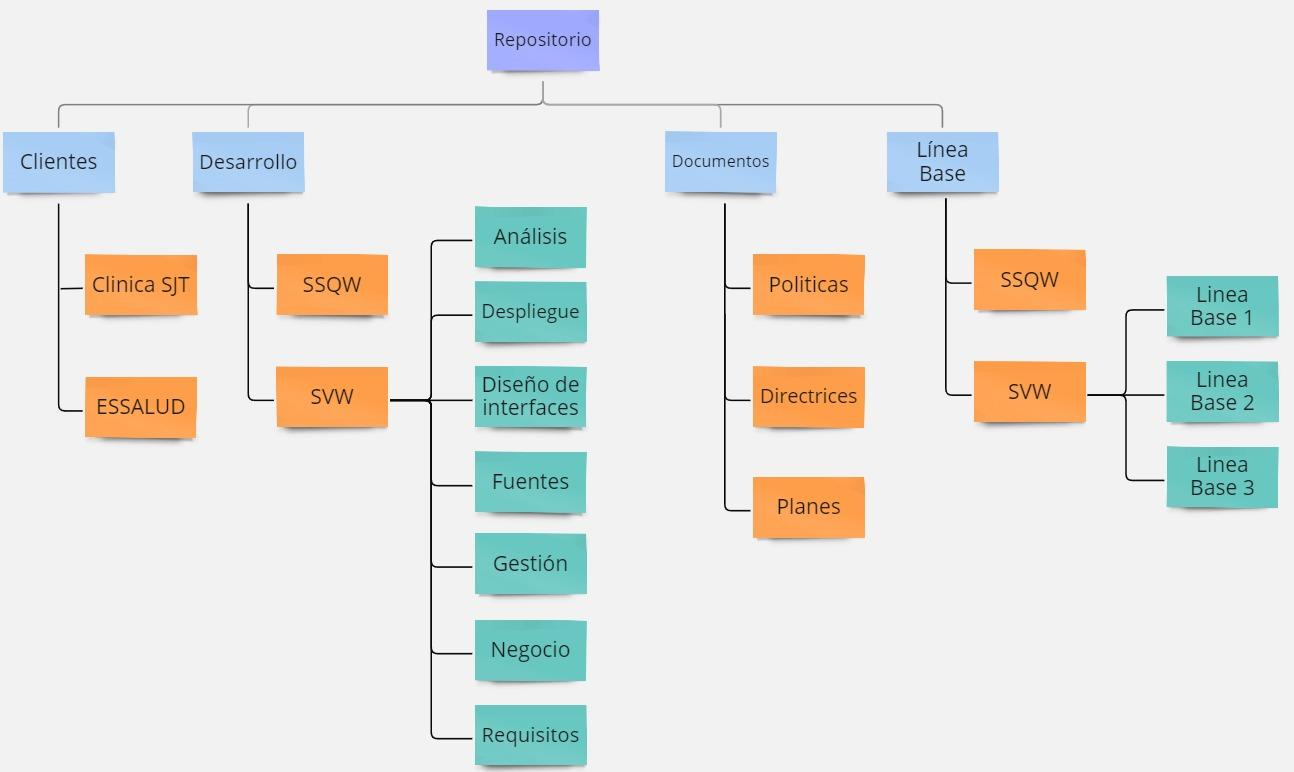 Repositorio
Clientes
Desarrollo
Documentos
Línea
Base
Clinica SJT
ESSALUD
SSQW
SVW
Análisis
Despliegue
Diseño de
interfaces
Fuentes
Gestión
Negocio
Requisitos
Politicas
Directrices
Planes
SSQW
SVW
Linea
Base 1
Linea
Base 2
Linea
Base 3